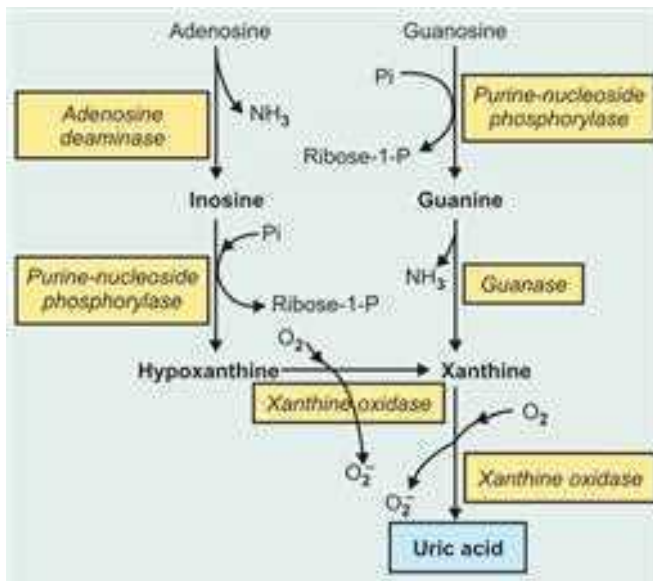 Adenosine
Guanosine
Pi
Adenosine
deaminase
NH₃
Purine-nucleoside
phosphorylase
Ribose-1-P
Inosine
Guanine
Pi
Purine-nucleoside
phosphorylase
Ribose-1-P
NH₃
Guanase
O₂
Hypoxanthine
Xanthine
Xanthine oxidase
O₂
O₂⁻
O₂⁻
Xanthine oxidase
Uric acid